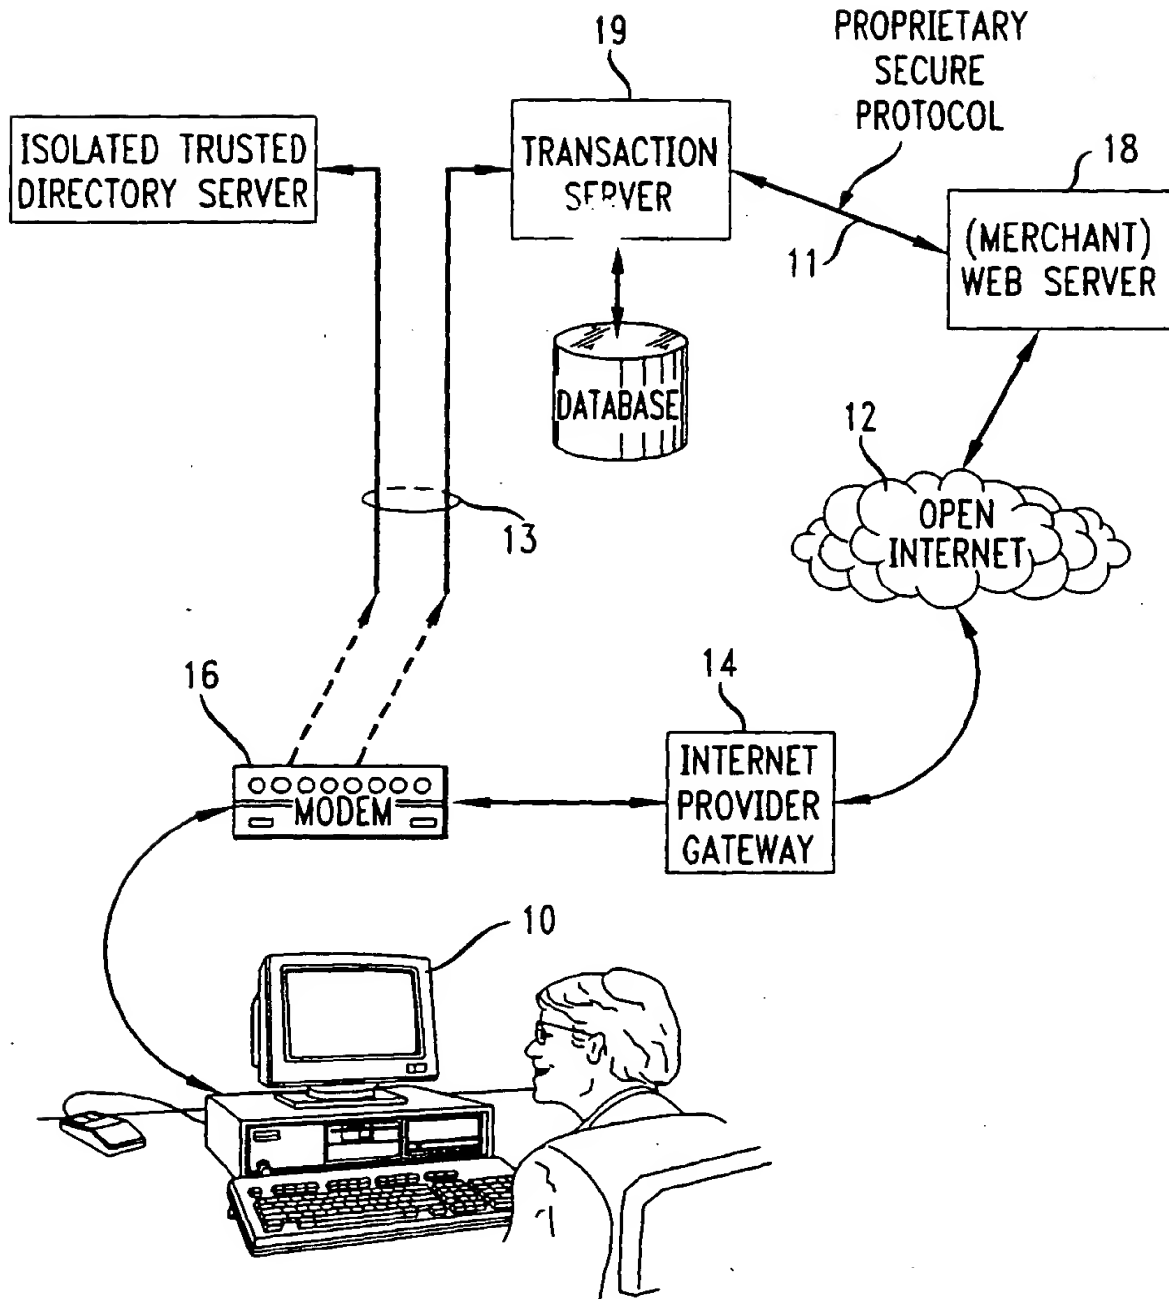 19
PROPRIETARY
SECURE
PROTOCOL
ISOLATED TRUSTED
DIRECTORY SERVER
TRANSACTION
SERVER
18
(MERCHANT)
WEB SERVER
11
DATABASE
12
OPEN
INTERNET
13
16
14
MODEM
INTERNET
PROVIDER
GATEWAY
10